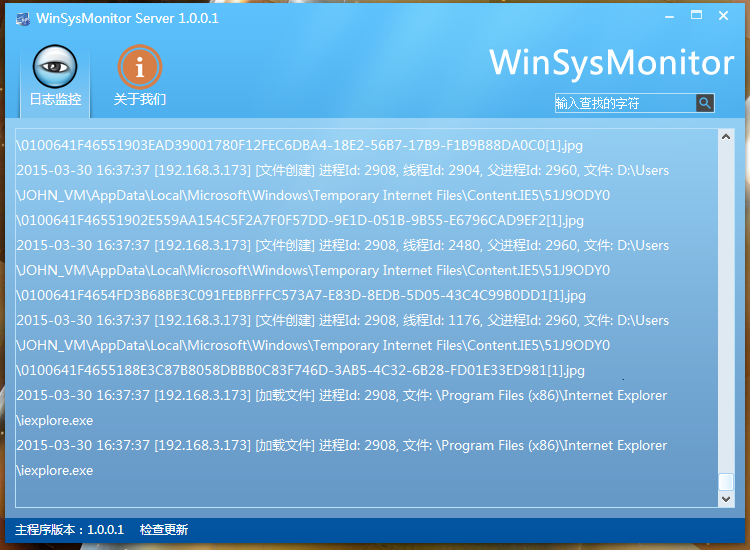 WinSysMonitor Server 1.0.0.1
WinSysMonitor
日志监控
关于我们
输入查找的字符
\0100641F46551903EAD39001780F12FEC6DBA4-18E2-56B7-17B9-F1B9B88DA0C0[1].jpg
2015-03-30 16:37:37 [192.168.3.173] [文件创建] 进程Id: 2908, 线程Id: 2904, 父进程Id: 2960, 文件: D:\Users
\JOHN_VM\AppData\Local\Microsoft\Windows\Temporary Internet Files\Content.IE5\51J9ODY0
\0100641F46551902E559AA154C5F2A7F0F57DD-9E1D-051B-9B55-E6796CAD9EF2[1].jpg
2015-03-30 16:37:37 [192.168.3.173] [文件创建] 进程Id: 2908, 线程Id: 2480, 父进程Id: 2960, 文件: D:\Users
\JOHN_VM\AppData\Local\Microsoft\Windows\Temporary Internet Files\Content.IE5\51J9ODY0
\0100641F4654FD3B68BE3C091FEBBFFFC573A7-E83D-8EDB-5D05-43C4C99B0DD1[1].jpg
2015-03-30 16:37:37 [192.168.3.173] [文件创建] 进程Id: 2908, 线程Id: 1176, 父进程Id: 2960, 文件: D:\Users
\JOHN_VM\AppData\Local\Microsoft\Windows\Temporary Internet Files\Content.IE5\51J9ODY0
\0100641F4655188E3C87B8058DBBB0C83F746D-3AB5-4C32-6B28-FD01E33ED981[1].jpg
2015-03-30 16:37:37 [192.168.3.173] [加载文件] 进程Id: 2908, 文件: \Program Files (x86)\Internet Explorer
\iexplore.exe
2015-03-30 16:37:37 [192.168.3.173] [加载文件] 进程Id: 2908, 文件: \Program Files (x86)\Internet Explorer
\iexplore.exe
主程序版本：1.0.0.1 检查更新